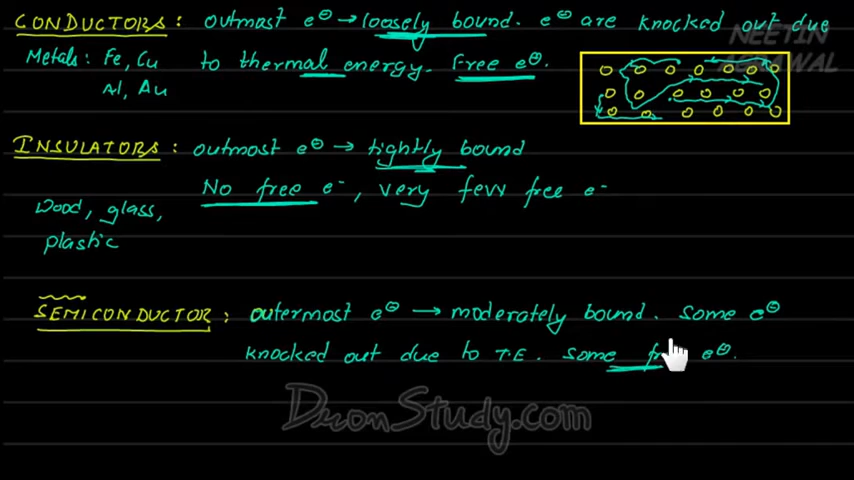 CONDUCTORS: outmost e⊖ → loosely bound. e⊖ are knocked out due
Metals: Fe, Cu to thermal energy. Free e⊖.
Al, Au
NEETIN AGRAWAL
INSULATORS: outmost e⊖ → tightly bound
No free e⁻, very few free e⁻
Wood, glass,
plastic
SEMICONDUCTOR: outermost e⊖ → moderately bound. Some e⊖
knocked out due to T.E. Some e⊖.
DronStudy.com